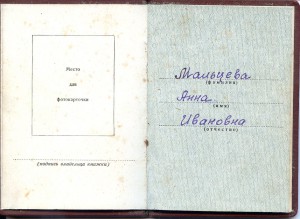 Место
для
фотокарточки
(подпись владельца книжки)
Мальцева
(фамилия)
Анна
(имя)
Ивановна
(отчество)